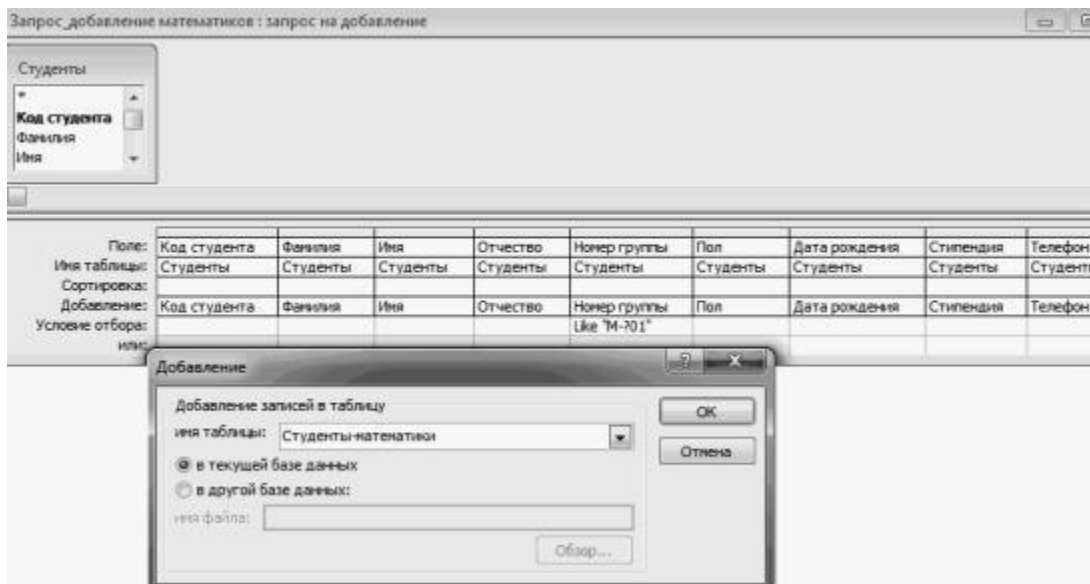 Запрос_добавление математиков : запрос на добавление
Студенты
*
Код студента
Фамилия
Имя
Поле: Код студента Фамилия Имя Отчество Номер группы Пол Дата рождения Стипендия Телефон
Имя таблицы: Студенты Студенты Студенты Студенты Студенты Студенты Студенты Студенты Студенты
Сортировка:
Добавление: Код студента Фамилия Имя Отчество Номер группы Пол Дата рождения Стипендия Телефон
Условие отбора: Like "М-?01"
или:
Добавление
Добавление записей в таблицу
имя таблицы: Студенты-математики
в текущей базе данных
в другой базе данных:
имя файла:
Обзор...
ОК
Отмена